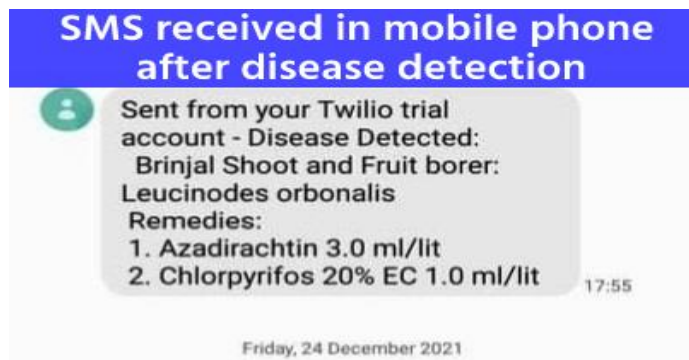 SMS received in mobile phone
after disease detection
Sent from your Twilio trial
account - Disease Detected:
Brinjal Shoot and Fruit borer:
Leucinodes orbonalis
Remedies:
1. Azadirachtin 3.0 ml/lit
2. Chlorpyrifos 20% EC 1.0 ml/lit
17:55
Friday, 24 December 2021